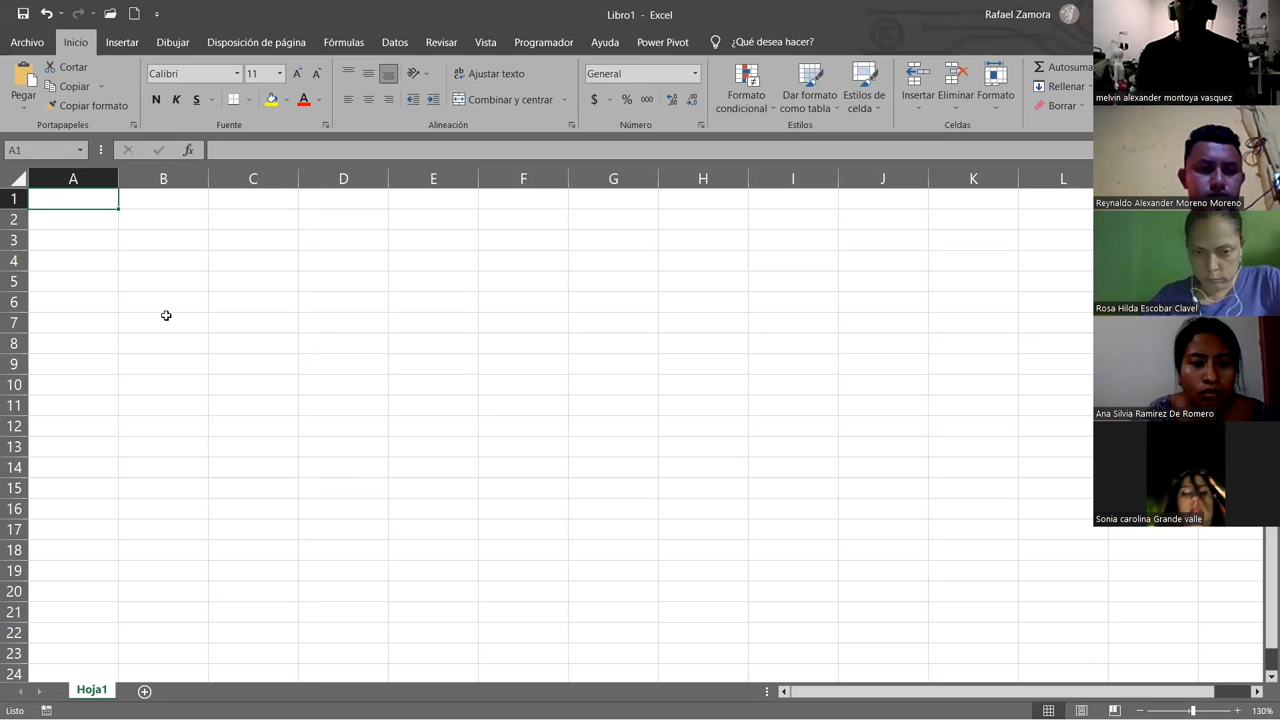 Libro1 - Excel
Rafael Zamora
Archivo Inicio Insertar Dibujar Disposición de página Fórmulas Datos Revisar Vista Programador Ayuda Power Pivot ¿Qué desea hacer?
Pegar
Cortar
Copiar
Copiar formato
Portapapeles
Calibri 11
N K S
Fuente
Ajustar texto
Combinar y centrar
Alineación
General
$ % 000
Número
Formato condicional
Dar formato como tabla
Estilos de celda
Estilos
Insertar Eliminar Formato
Celdas
Autosuma
Rellenar
Borrar
A1
fx
A B C D E F G H I J K L
1
2
3
4
5
6
7
8
9
10
11
12
13
14
15
16
17
18
19
20
21
22
23
24
Hoja1
Listo
130%
melvin alexander montoya vasquez
Reynaldo Alexander Moreno Moreno
Rosa Hilda Escobar Clavel
Ana Silvia Ramirez De Romero
Sonia carolina Grande valle